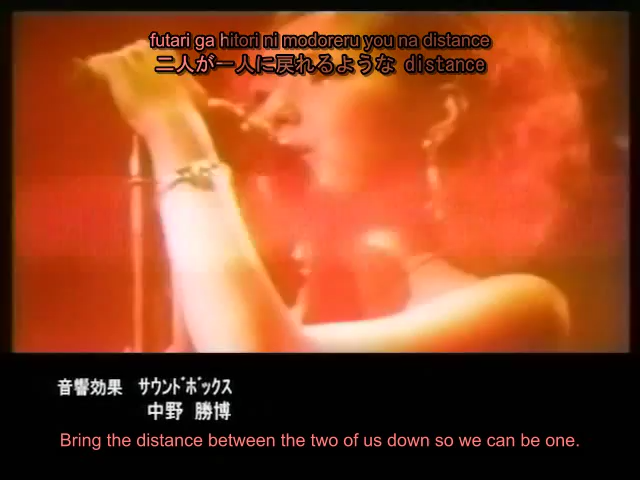 futari ga hitori ni modoreru you na distance
二人が一人に戻れるような distance
音響効果 サウンドボックス
中野 勝博
Bring the distance between the two of us down so we can be one.